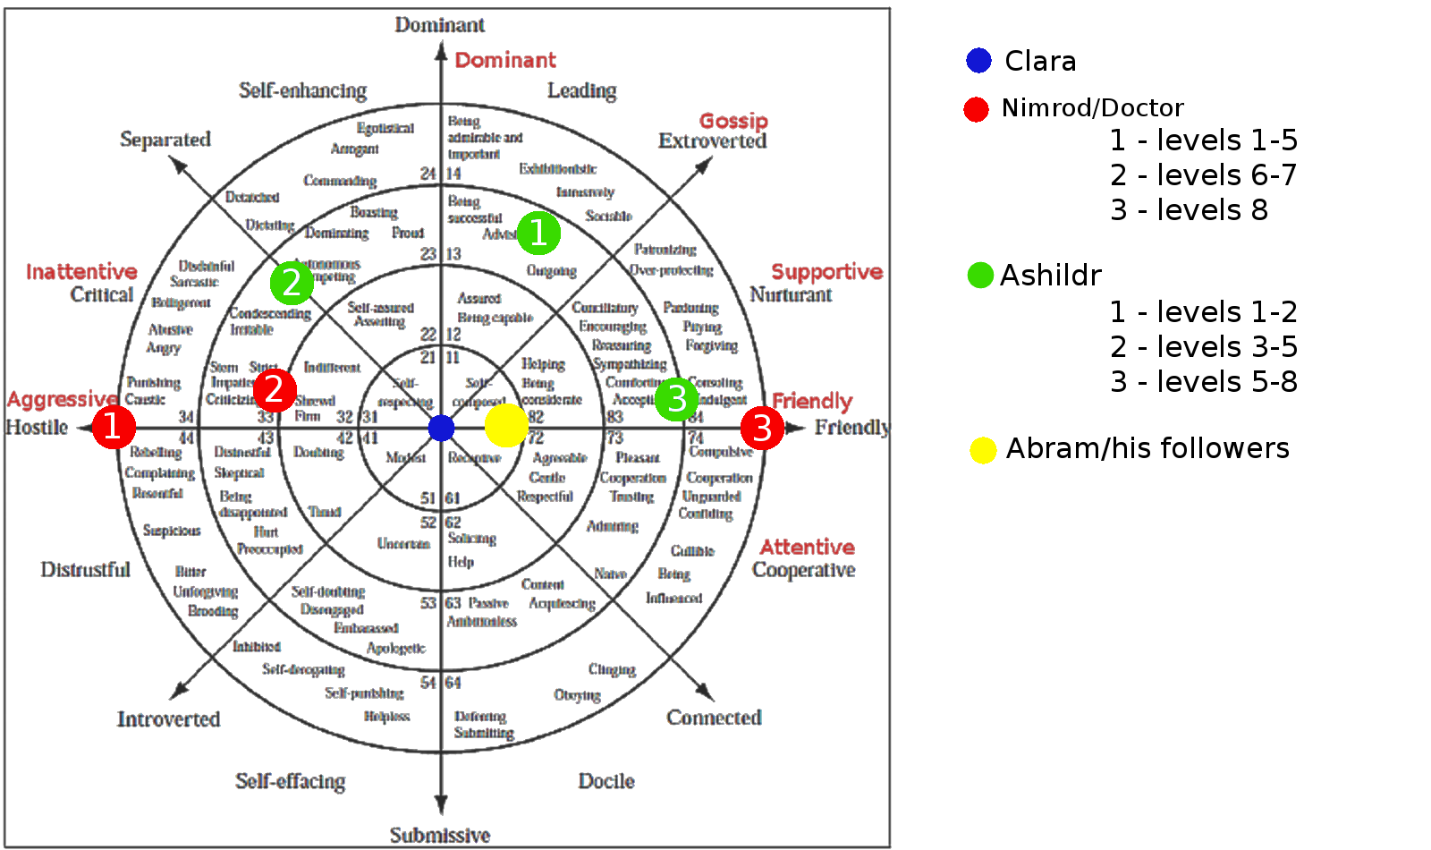 Dominant
Dominant
Self-enhancing
Leading
Gossip
Separated
Extroverted
Egotistical
Being
admirable and
important
Arrogant
Commanding
24 14
Exhibitionistic
Intrusively
Detatched
Boasting
Being
successful
Sociable
Dictating
Dominating
Proud
1
23 13
Patronizing
Inattentive
Critical
Disdainful
Sarcastic
Autonomous
2
Outgoing
Over-protecting
Supportive
Nurturant
Belligerent
Condescending
Irritable
Self-assured
Asserting
Assured
Being capable
Conciliatory
Encouraging
Reassuring
Pardoning
Pitying
Forgiving
Abusive
Angry
22 12
21 11
Sympathizing
Stern Strict
Indifferent
Helping
Being
considerate
Punishing
Caustic
2
Self-
respecting
Self-
composed
Comforting
3
Consoling
Indulgent
Aggressive
Friendly
Shrewd
Firm
34 33 32 31
82 83 84
Hostile
1
3
Friendly
44 43 42 41
72 73 74
Rebelling
Complaining
Resentful
Distrustful
Skeptical
Doubting
Modest
Receptive
Agreeable
Gentle
Respectful
Pleasant
Cooperation
Trusting
Compulsive
Cooperation
Unguarded
Confiding
Being
disappointed
Hurt
Preoccupied
Timid
51 61
52 62
Suspicious
Uncertain
Soliciting
Help
Admiring
Gullible
Attentive
Cooperative
Distrustful
Bitter
Unforgiving
Brooding
Naive
Being
Influenced
Self-doubting
Disengaged
Embarassed
Apologetic
53 63
Passive
Ambitionless
Content
Acquiescing
Inhibited
Self-derogating
Self-punishing
Helpless
54 64
Deferring
Submitting
Clinging
Obeying
Introverted
Connected
Self-effacing
Docile
Submissive
Clara
Nimrod/Doctor
1 - levels 1-5
2 - levels 6-7
3 - levels 8
Ashildr
1 - levels 1-2
2 - levels 3-5
3 - levels 5-8
Abram/his followers